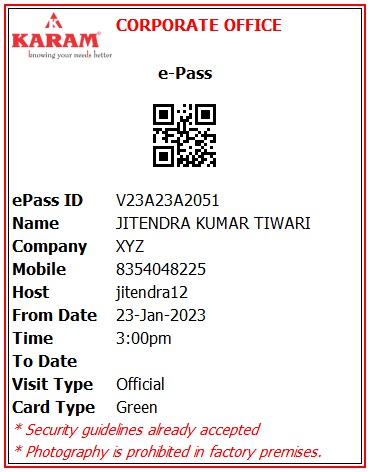 CORPORATE OFFICE
KARAM®
knowing your needs better
e-Pass
ePass ID V23A23A2051
Name JITENDRA KUMAR TIWARI
Company XYZ
Mobile 8354048225
Host jitendra12
From Date 23-Jan-2023
Time 3:00pm
To Date
Visit Type Official
Card Type Green
* Security guidelines already accepted
* Photography is prohibited in factory premises.